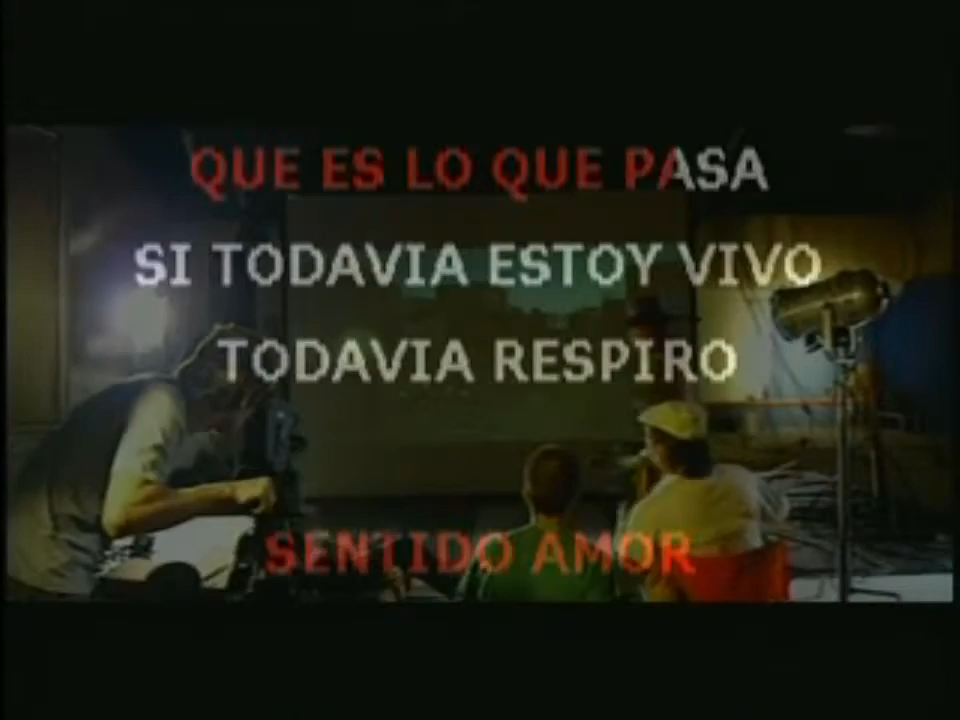 QUE ES LO QUE PASA
SI TODAVIA ESTOY VIVO
TODAVIA RESPIRO
SENTIDO AMOR